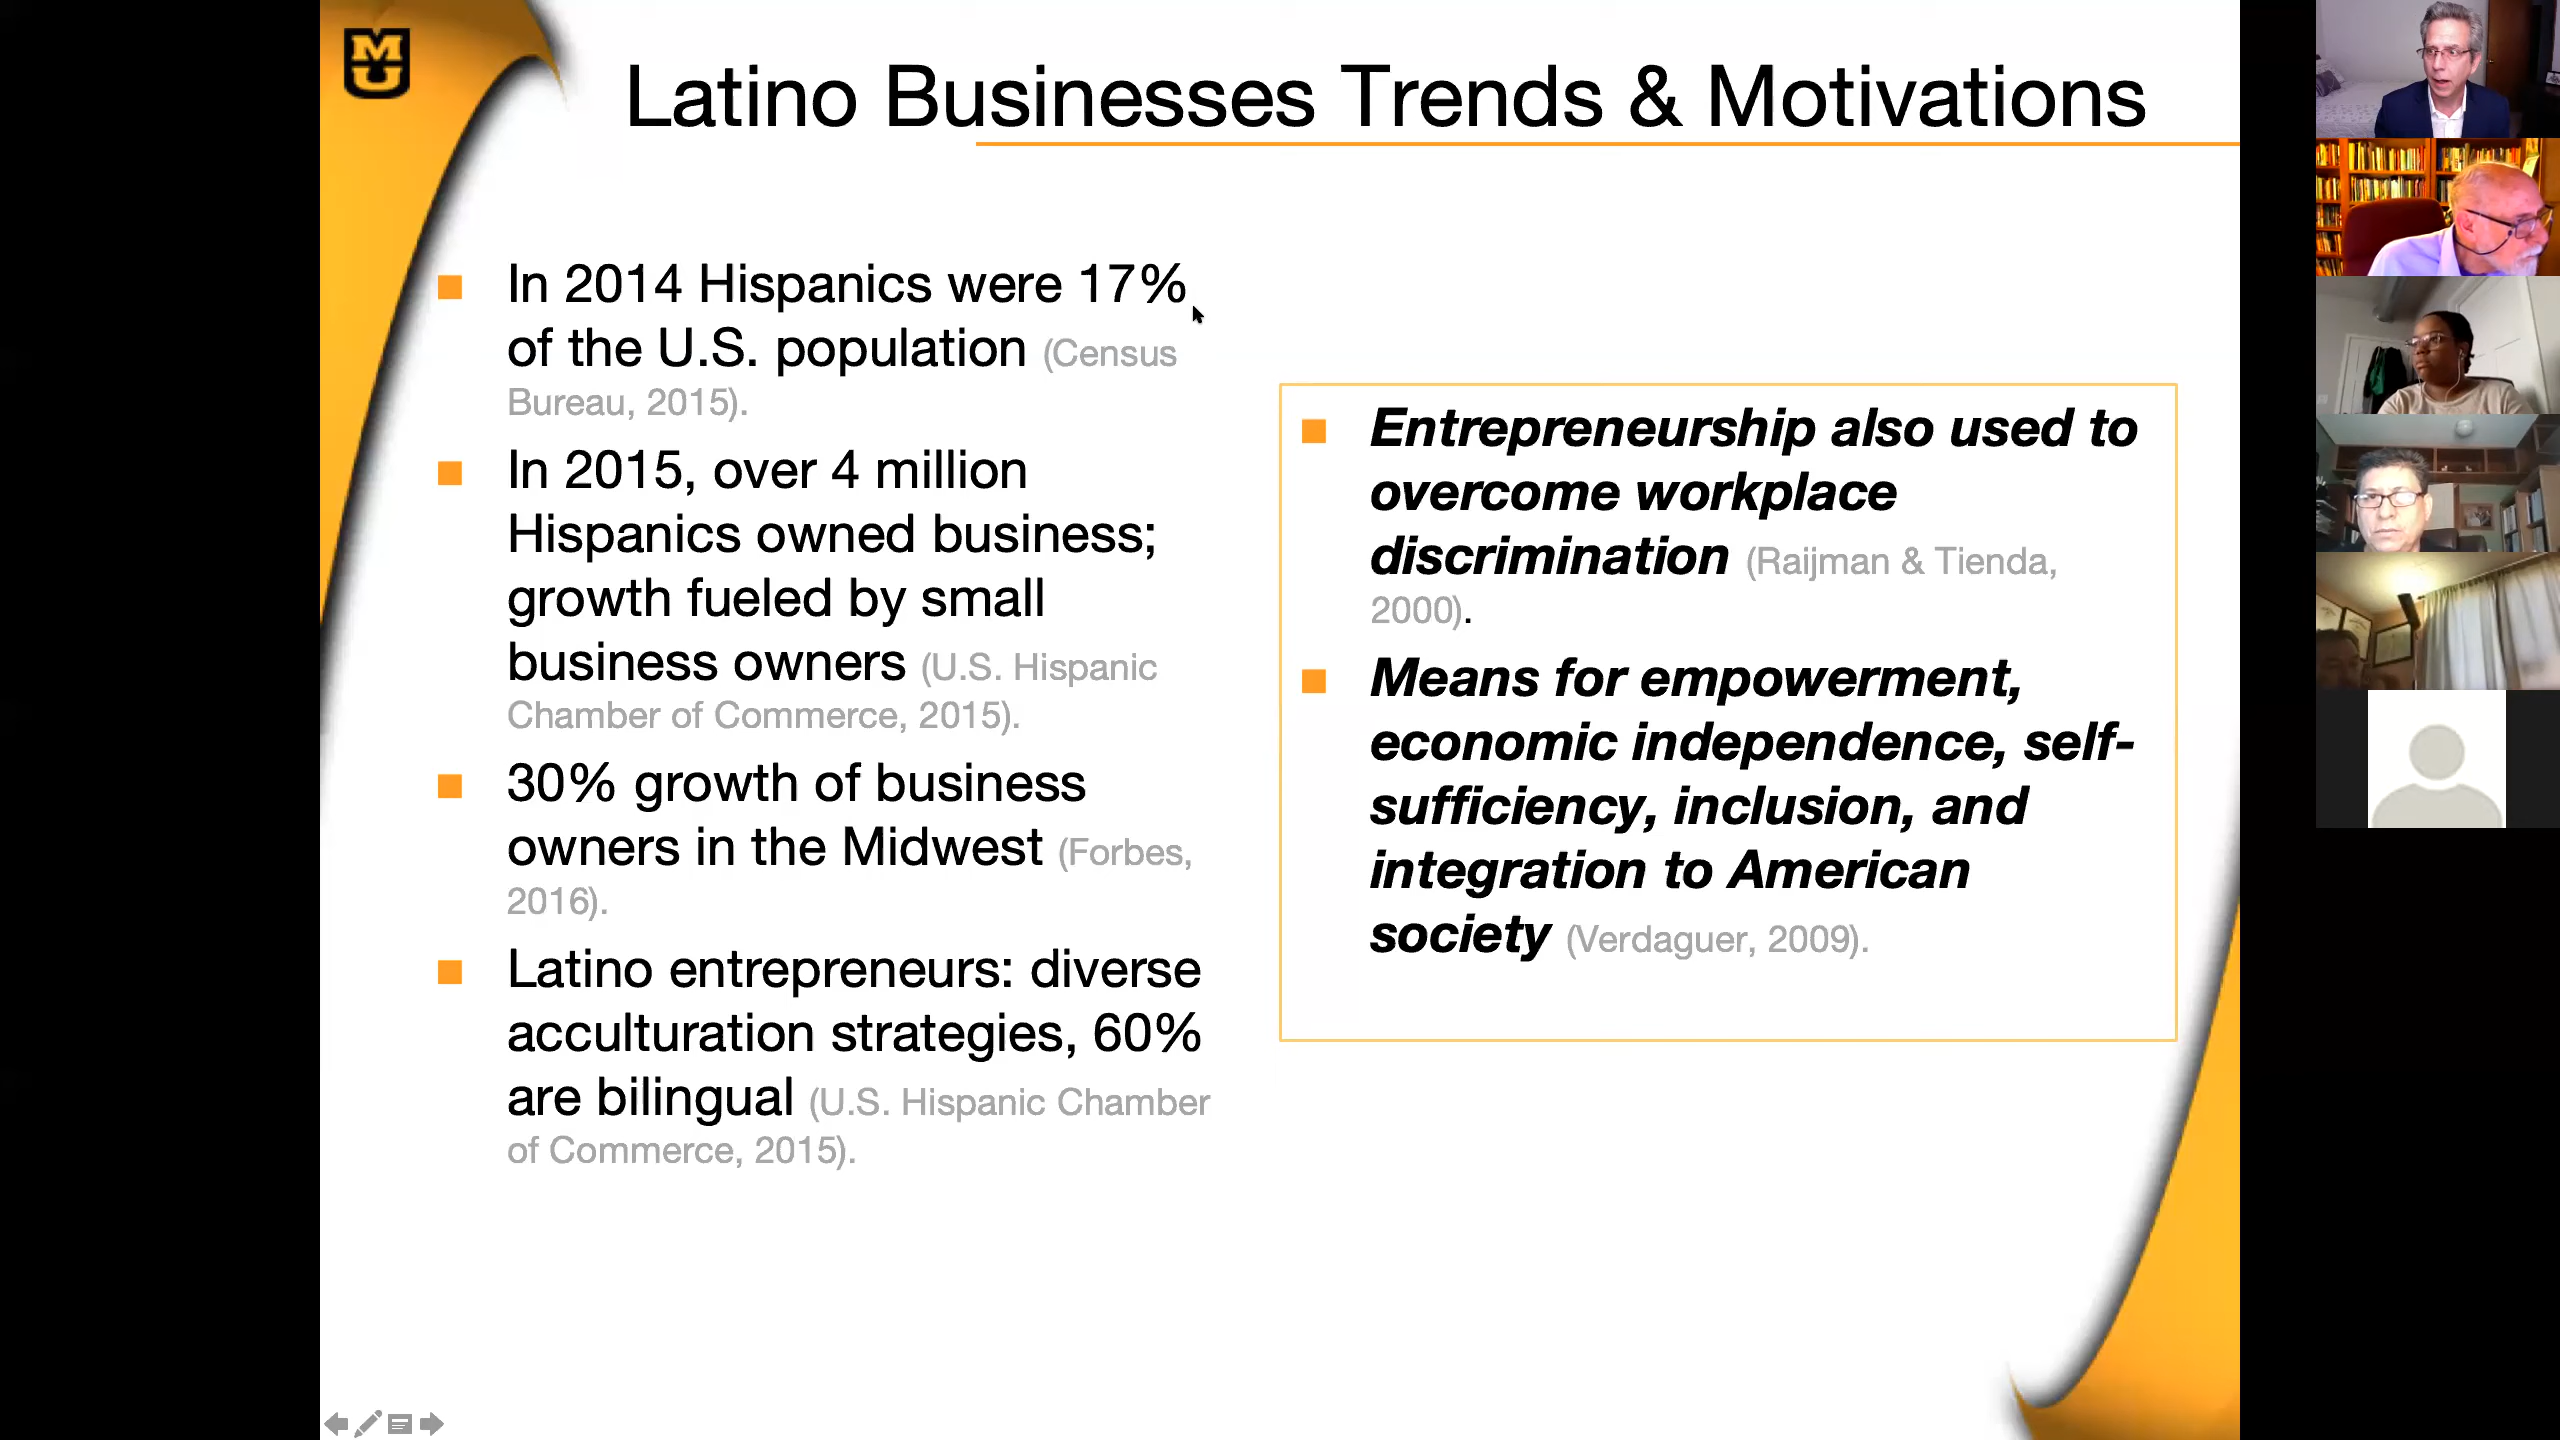 MU
Latino Businesses Trends & Motivations
In 2014 Hispanics were 17%
of the U.S. population (Census
Bureau, 2015).
In 2015, over 4 million
Hispanics owned business;
growth fueled by small
business owners (U.S. Hispanic
Chamber of Commerce, 2015).
30% growth of business
owners in the Midwest (Forbes,
2016).
Latino entrepreneurs: diverse
acculturation strategies, 60%
are bilingual (U.S. Hispanic Chamber
of Commerce, 2015).
Entrepreneurship also used to
overcome workplace
discrimination (Raijman & Tienda,
2000).
Means for empowerment,
economic independence, self-
sufficiency, inclusion, and
integration to American
society (Verdaguer, 2009).